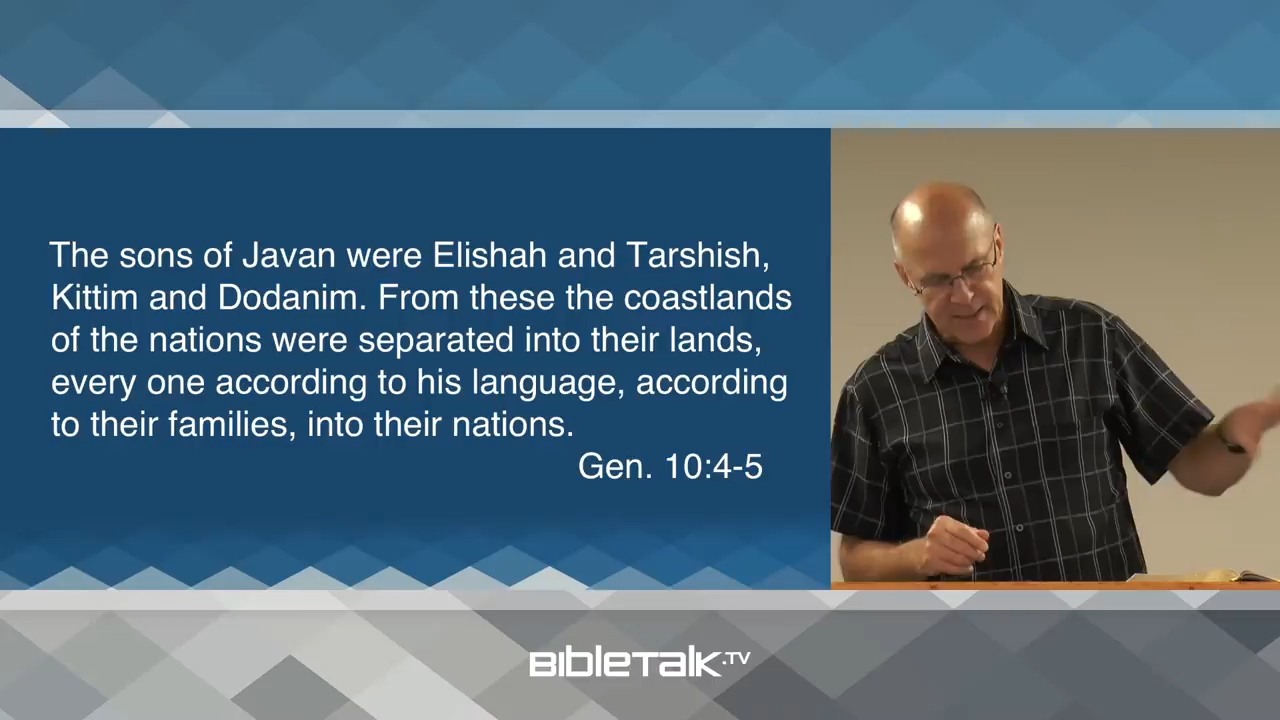 The sons of Javan were Elishah and Tarshish,
Kittim and Dodanim. From these the coastlands
of the nations were separated into their lands,
every one according to his language, according
to their families, into their nations.
Gen. 10:4-5
BIBLETALK.TV